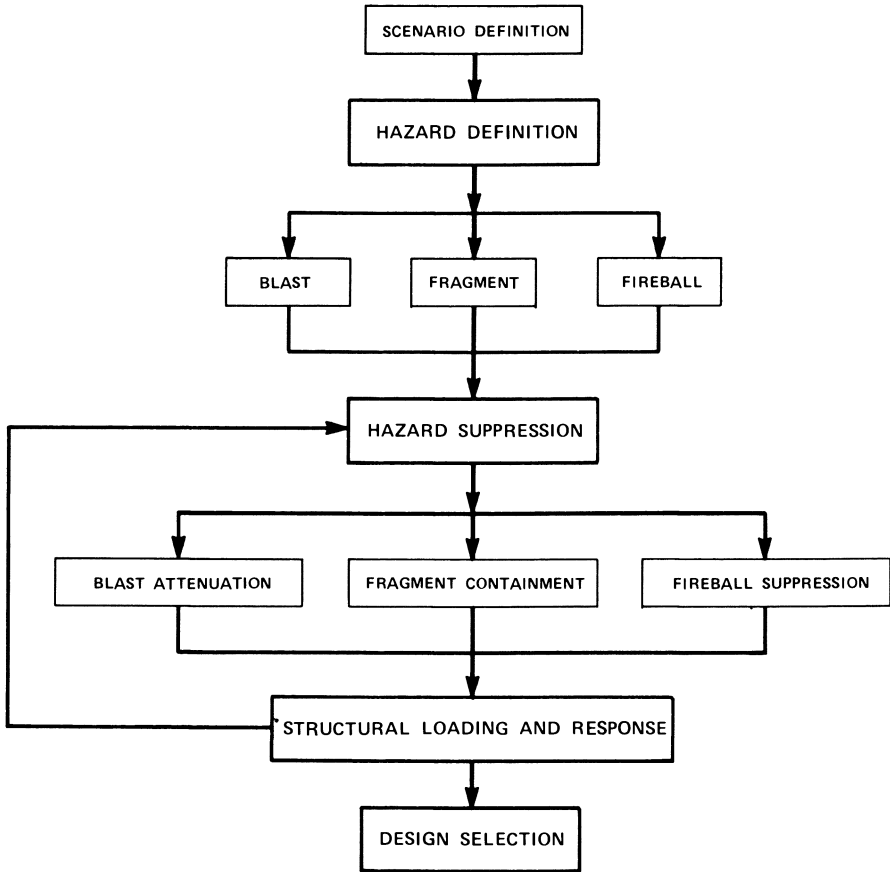 SCENARIO DEFINITION
HAZARD DEFINITION
BLAST
FRAGMENT
FIREBALL
HAZARD SUPPRESSION
BLAST ATTENUATION
FRAGMENT CONTAINMENT
FIREBALL SUPPRESSION
STRUCTURAL LOADING AND RESPONSE
DESIGN SELECTION